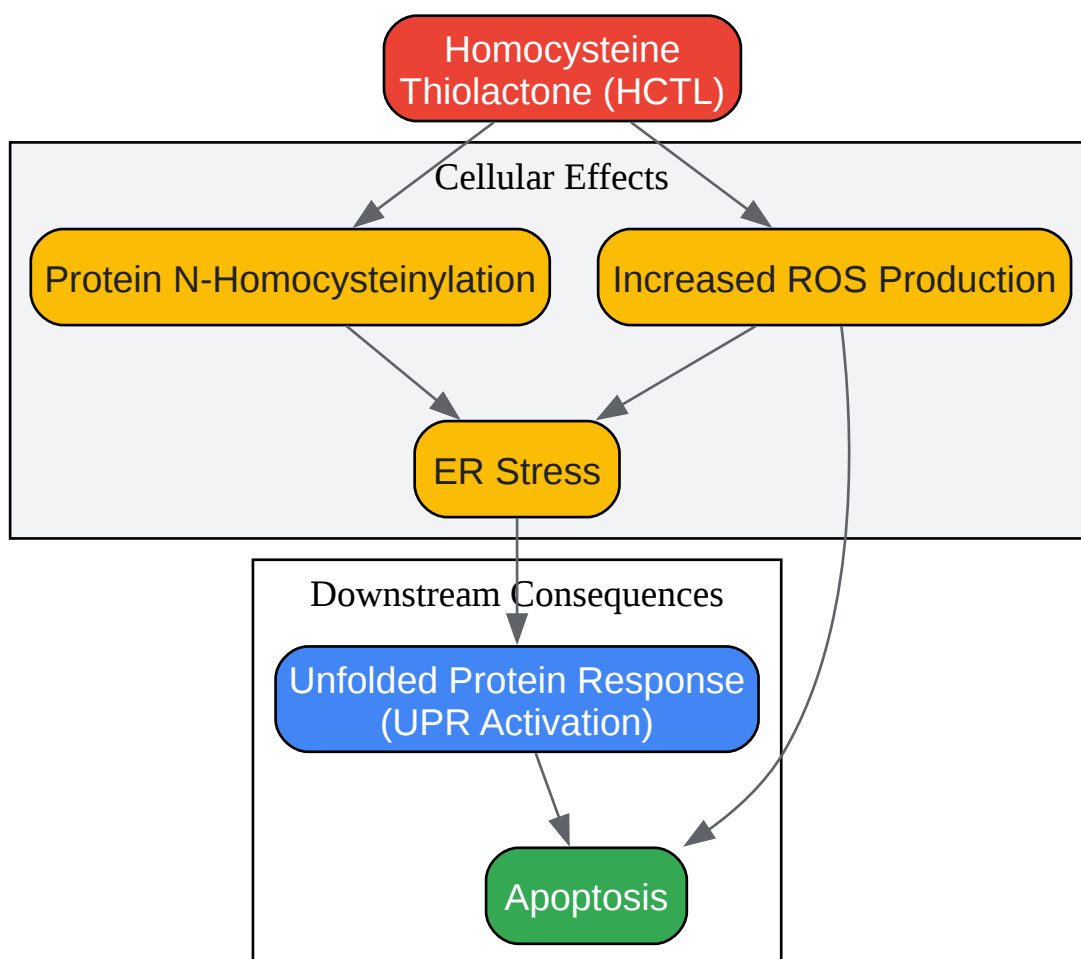 Homocysteine
Thiolactone (HCTL)
Cellular Effects
Protein N-Homocysteinylation
Increased ROS Production
ER Stress
Downstream Consequences
Unfolded Protein Response
(UPR Activation)
Apoptosis